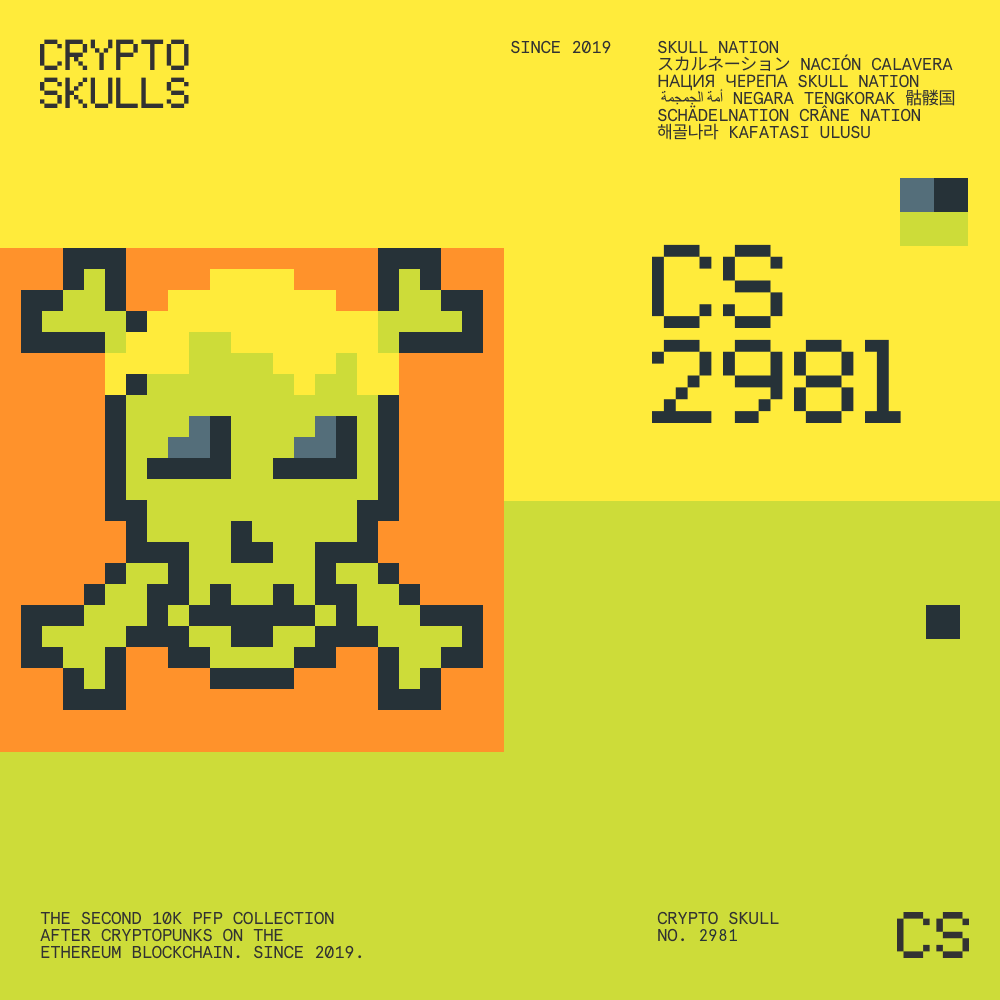 CRYPTO
SKULLS
SINCE 2019
SKULL NATION
スカルネーション NACIÓN CALAVERA
НАЦИЯ ЧЕРЕПА SKULL NATION
أمة الجمجمة NEGARA TENGKORAK 骷髅国
SCHÄDELNATION CRÂNE NATION
해골나라 KAFATASI ULUSU
CS
2981
THE SECOND 10K PFP COLLECTION
AFTER CRYPTOPUNKS ON THE
ETHEREUM BLOCKCHAIN. SINCE 2019.
CRYPTO SKULL
NO. 2981
CS